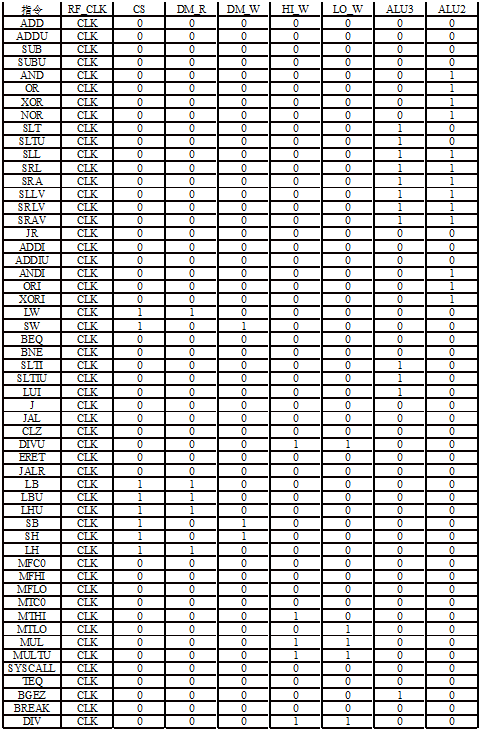 指令 RF_CLK CS DM_R DM_W HI_W LO_W ALU3 ALU2
ADD CLK 0 0 0 0 0 0 0
ADDU CLK 0 0 0 0 0 0 0
SUB CLK 0 0 0 0 0 0 0
SUBU CLK 0 0 0 0 0 0 0
AND CLK 0 0 0 0 0 0 1
OR CLK 0 0 0 0 0 0 1
XOR CLK 0 0 0 0 0 0 1
NOR CLK 0 0 0 0 0 0 1
SLT CLK 0 0 0 0 0 1 0
SLTU CLK 0 0 0 0 0 1 0
SLL CLK 0 0 0 0 0 1 1
SRL CLK 0 0 0 0 0 1 1
SRA CLK 0 0 0 0 0 1 1
SLLV CLK 0 0 0 0 0 1 1
SRLV CLK 0 0 0 0 0 1 1
SRAV CLK 0 0 0 0 0 1 1
JR CLK 0 0 0 0 0 0 0
ADDI CLK 0 0 0 0 0 0 0
ADDIU CLK 0 0 0 0 0 0 0
ANDI CLK 0 0 0 0 0 0 1
ORI CLK 0 0 0 0 0 0 1
XORI CLK 0 0 0 0 0 0 1
LW CLK 1 1 0 0 0 0 0
SW CLK 1 0 1 0 0 0 0
BEQ CLK 0 0 0 0 0 0 0
BNE CLK 0 0 0 0 0 0 0
SLTI CLK 0 0 0 0 0 1 0
SLTIU CLK 0 0 0 0 0 1 0
LUI CLK 0 0 0 0 0 1 0
J CLK 0 0 0 0 0 0 0
JAL CLK 0 0 0 0 0 0 0
CLZ CLK 0 0 0 0 0 0 0
DIVU CLK 0 0 0 1 1 0 0
ERET CLK 0 0 0 0 0 0 0
JALR CLK 0 0 0 0 0 0 0
LB CLK 1 1 0 0 0 0 0
LBU CLK 1 1 0 0 0 0 0
LHU CLK 1 1 0 0 0 0 0
SB CLK 1 0 1 0 0 0 0
SH CLK 1 0 1 0 0 0 0
LH CLK 1 1 0 0 0 0 0
MFC0 CLK 0 0 0 0 0 0 0
MFHI CLK 0 0 0 0 0 0 0
MFLO CLK 0 0 0 0 0 0 0
MTC0 CLK 0 0 0 0 0 0 0
MTHI CLK 0 0 0 1 0 0 0
MTLO CLK 0 0 0 0 1 0 0
MUL CLK 0 0 0 1 1 0 0
MULTU CLK 0 0 0 1 1 0 0
SYSCALL CLK 0 0 0 0 0 0 0
TEQ CLK 0 0 0 0 0 0 0
BGEZ CLK 0 0 0 0 0 1 0
BREAK CLK 0 0 0 0 0 0 0
DIV CLK 0 0 0 1 1 0 0